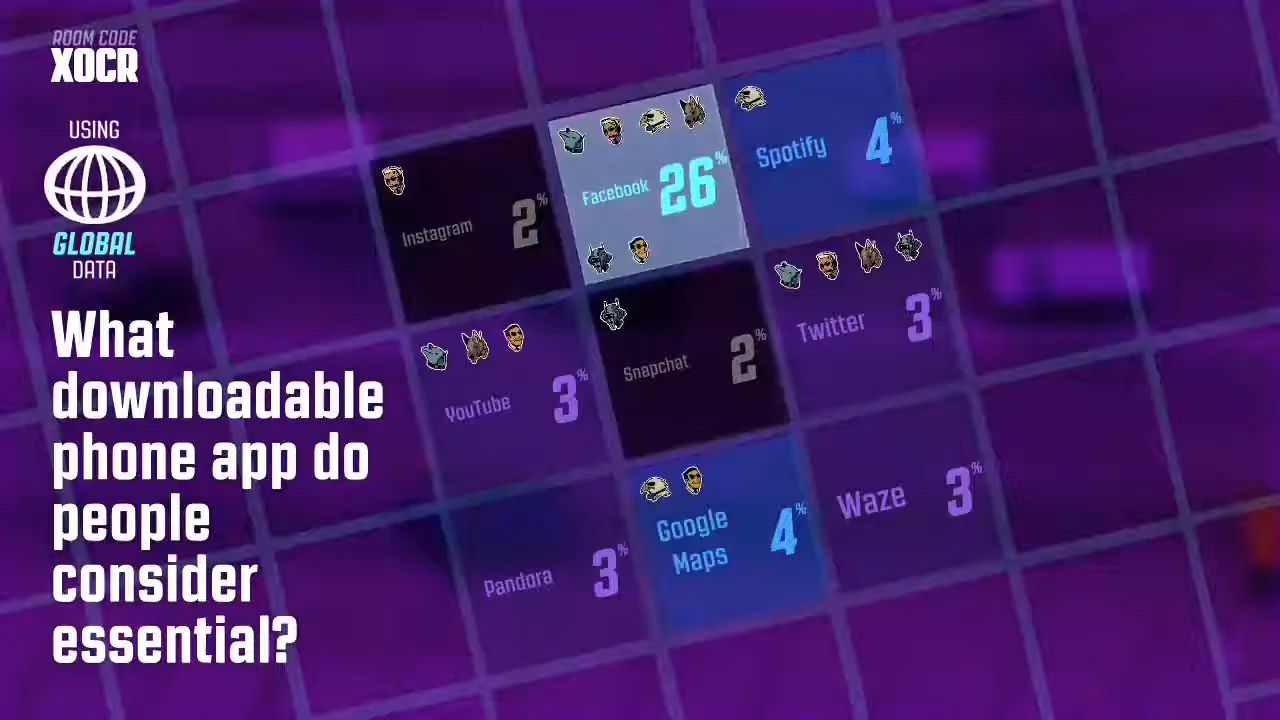 ROOM CODE
XOCR
USING
GLOBAL
DATA
What
downloadable
phone app do
people
consider
essential?
Instagram 2%
Facebook 26%
Spotify 4%
YouTube 3%
Snapchat 2%
Twitter 3%
Pandora 3%
Google
Maps 4%
Waze 3%